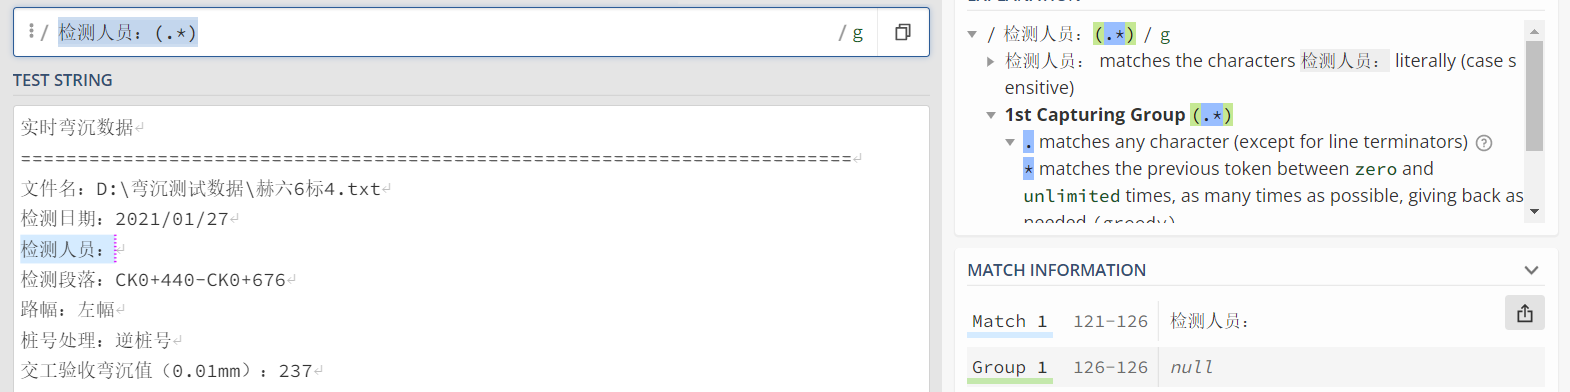 / 检测人员：(.*) / g
TEST STRING
实时弯沉数据↵
=========================================================================↵
文件名：D:\弯沉测试数据\赫六6标4.txt↵
检测日期：2021/01/27↵
检测人员：↵
检测段落：CK0+440-CK0+676↵
路幅：左幅↵
桩号处理：逆桩号↵
交工验收弯沉值（0.01mm）：237↵
/ 检测人员：(.*) / g
检测人员： matches the characters 检测人员： literally (case s
ensitive)
1st Capturing Group (.*)
. matches any character (except for line terminators)
* matches the previous token between zero and
unlimited times, as many times as possible, giving back as
needed (greedy)
MATCH INFORMATION
Match 1 121-126 检测人员：
Group 1 126-126 null